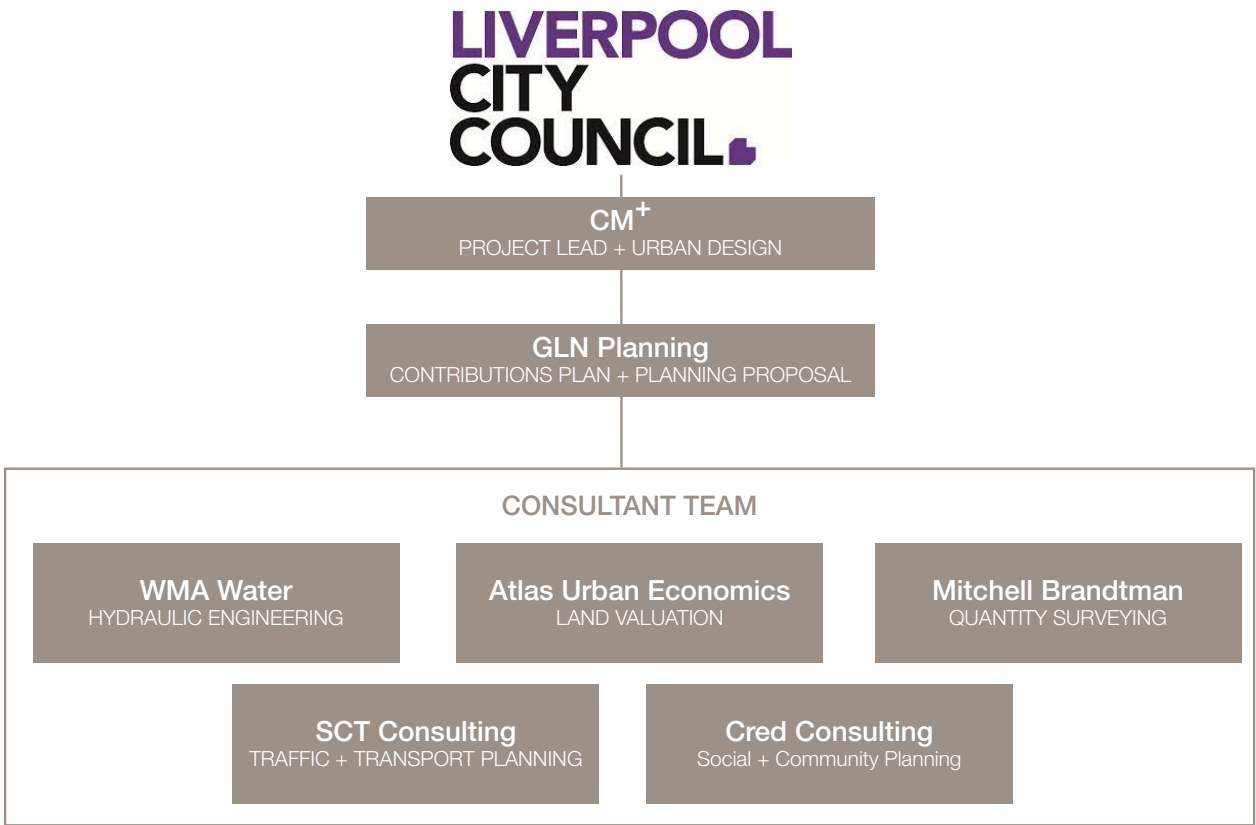 LIVERPOOL
CITY
COUNCIL
CM+
PROJECT LEAD + URBAN DESIGN
GLN Planning
CONTRIBUTIONS PLAN + PLANNING PROPOSAL
CONSULTANT TEAM
WMA Water
HYDRAULIC ENGINEERING
Atlas Urban Economics
LAND VALUATION
Mitchell Brandtman
QUANTITY SURVEYING
SCT Consulting
TRAFFIC + TRANSPORT PLANNING
Cred Consulting
Social + Community Planning